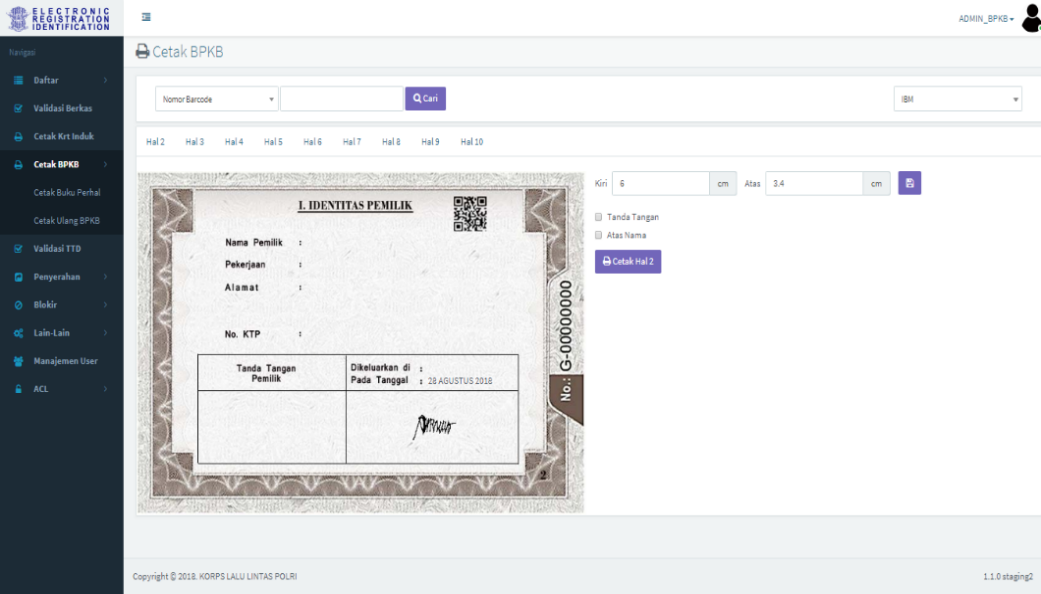 ELECTRONIC
REGISTRATION
IDENTIFICATION
ADMIN_BPKB
Navigasi
Daftar
Validasi Berkas
Cetak Krt Induk
Cetak BPKB
Cetak Buku Perhal
Cetak Ulang BPKB
Validasi TTD
Penyerahan
Blokir
Lain-Lain
Manajemen User
ACL
Cetak BPKB
Nomor Barcode
Cari
IBM
Hal 2 Hal 3 Hal 4 Hal 5 Hal 6 Hal 7 Hal 8 Hal 9 Hal 10
I. IDENTITAS PEMILIK
Nama Pemilik :
Pekerjaan :
Alamat :
No. KTP :
Tanda Tangan
Pemilik
Dikeluarkan di :
Pada Tanggal : 28 AGUSTUS 2018
No.: G-00000000
2
Kiri 6 cm Atas 3.4 cm
Tanda Tangan
Atas Nama
Cetak Hal 2
Copyright © 2018. KORPS LALU LINTAS POLRI
1.1.0 staging2